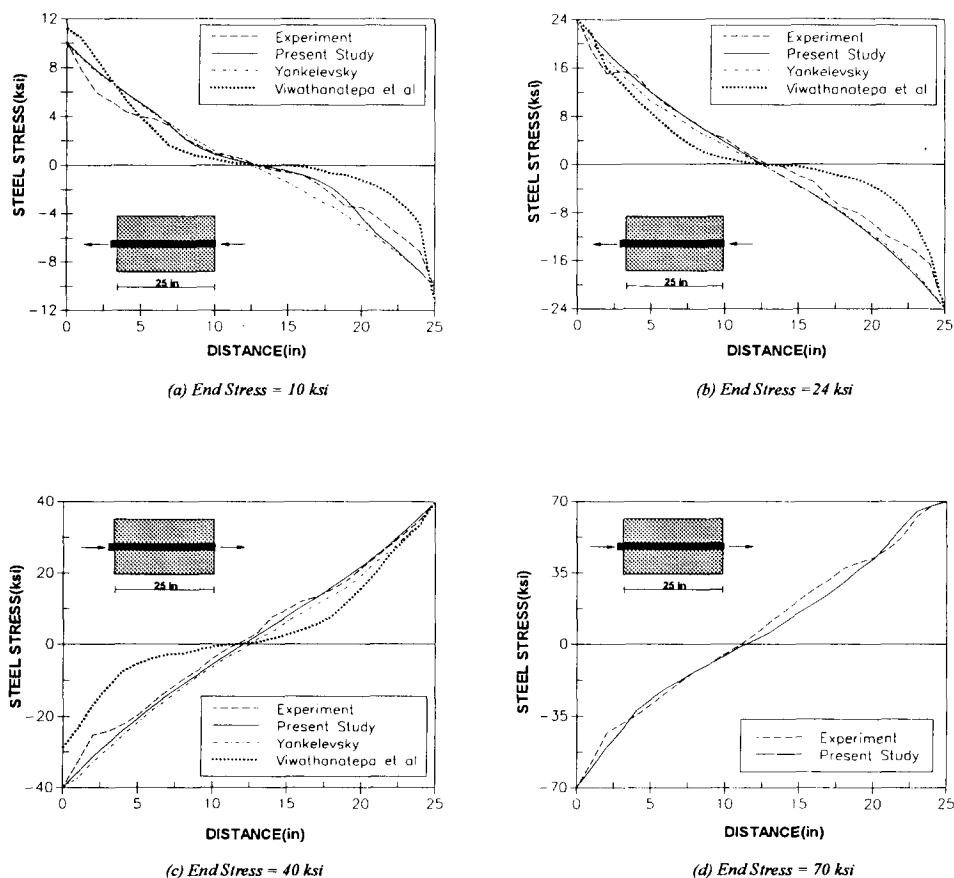 12
8
4
0
-4
-8
-12
STEEL STRESS(ksi)
Experiment
Present Study
Yankelevsky
Viwathanatepa et al
25 in
0 5 10 15 20 25
DISTANCE(in)
(a) End Stress = 10 ksi
24
16
8
0
-8
-16
-24
STEEL STRESS(ksi)
Experiment
Present Study
Yankelevsky
Viwathanatepa et al
25 in
0 5 10 15 20 25
DISTANCE(in)
(b) End Stress =24 ksi
40
20
0
-20
-40
STEEL STRESS(ksi)
25 in
Experiment
Present Study
Yankelevsky
Viwathanatepa et al
0 5 10 15 20 25
DISTANCE(in)
(c) End Stress = 40 ksi
70
35
0
-35
-70
STEEL STRESS(ksi)
25 in
Experiment
Present Study
0 5 10 15 20 25
DISTANCE(in)
(d) End Stress = 70 ksi